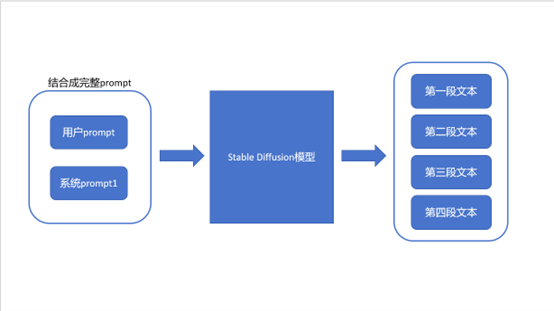 结合成完整prompt
用户prompt
系统prompt1
Stable Diffusion模型
第一段文本
第二段文本
第三段文本
第四段文本